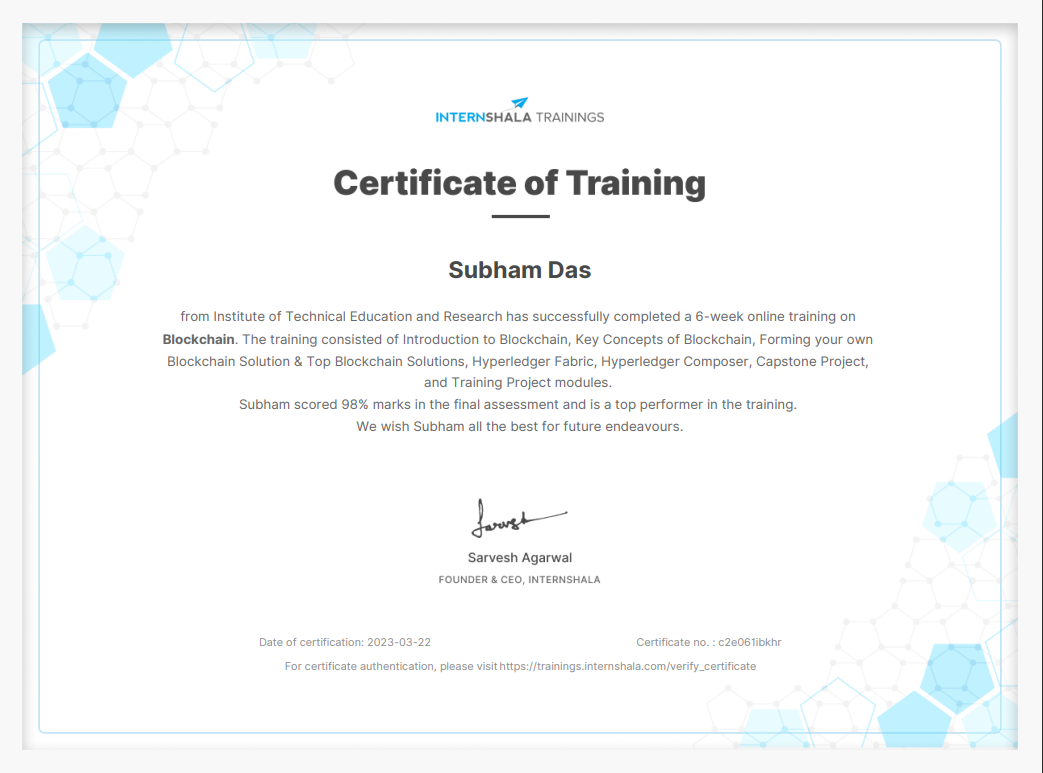 INTERNSHALA TRAININGS
Certificate of Training
Subham Das
from Institute of Technical Education and Research has successfully completed a 6-week online training on
Blockchain. The training consisted of Introduction to Blockchain, Key Concepts of Blockchain, Forming your own
Blockchain Solution & Top Blockchain Solutions, Hyperledger Fabric, Hyperledger Composer, Capstone Project,
and Training Project modules.
Subham scored 98% marks in the final assessment and is a top performer in the training.
We wish Subham all the best for future endeavours.
Sarvesh
Sarvesh Agarwal
FOUNDER & CEO, INTERNSHALA
Date of certification: 2023-03-22 Certificate no. : c2e061ibkhr
For certificate authentication, please visit https://trainings.internshala.com/verify_certificate